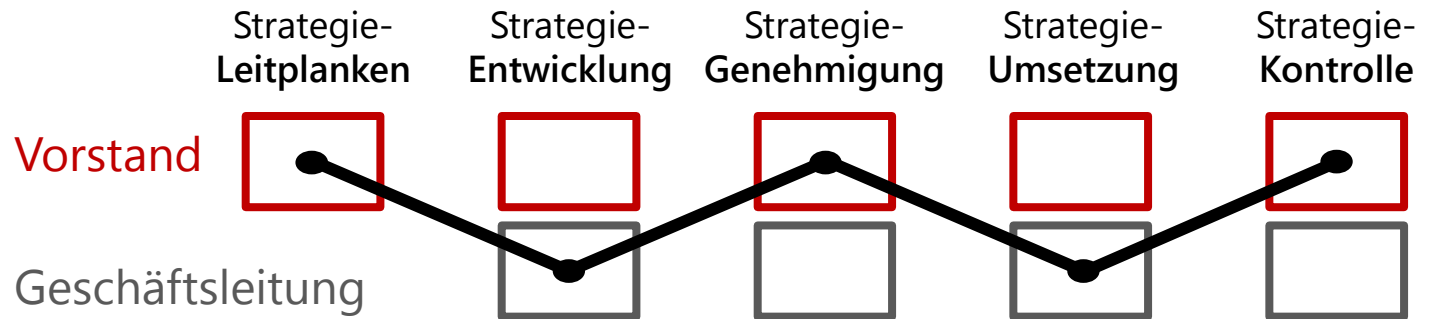 Strategie-
Leitplanken
Strategie-
Entwicklung
Strategie-
Genehmigung
Strategie-
Umsetzung
Strategie-
Kontrolle
Vorstand
Geschäftsleitung